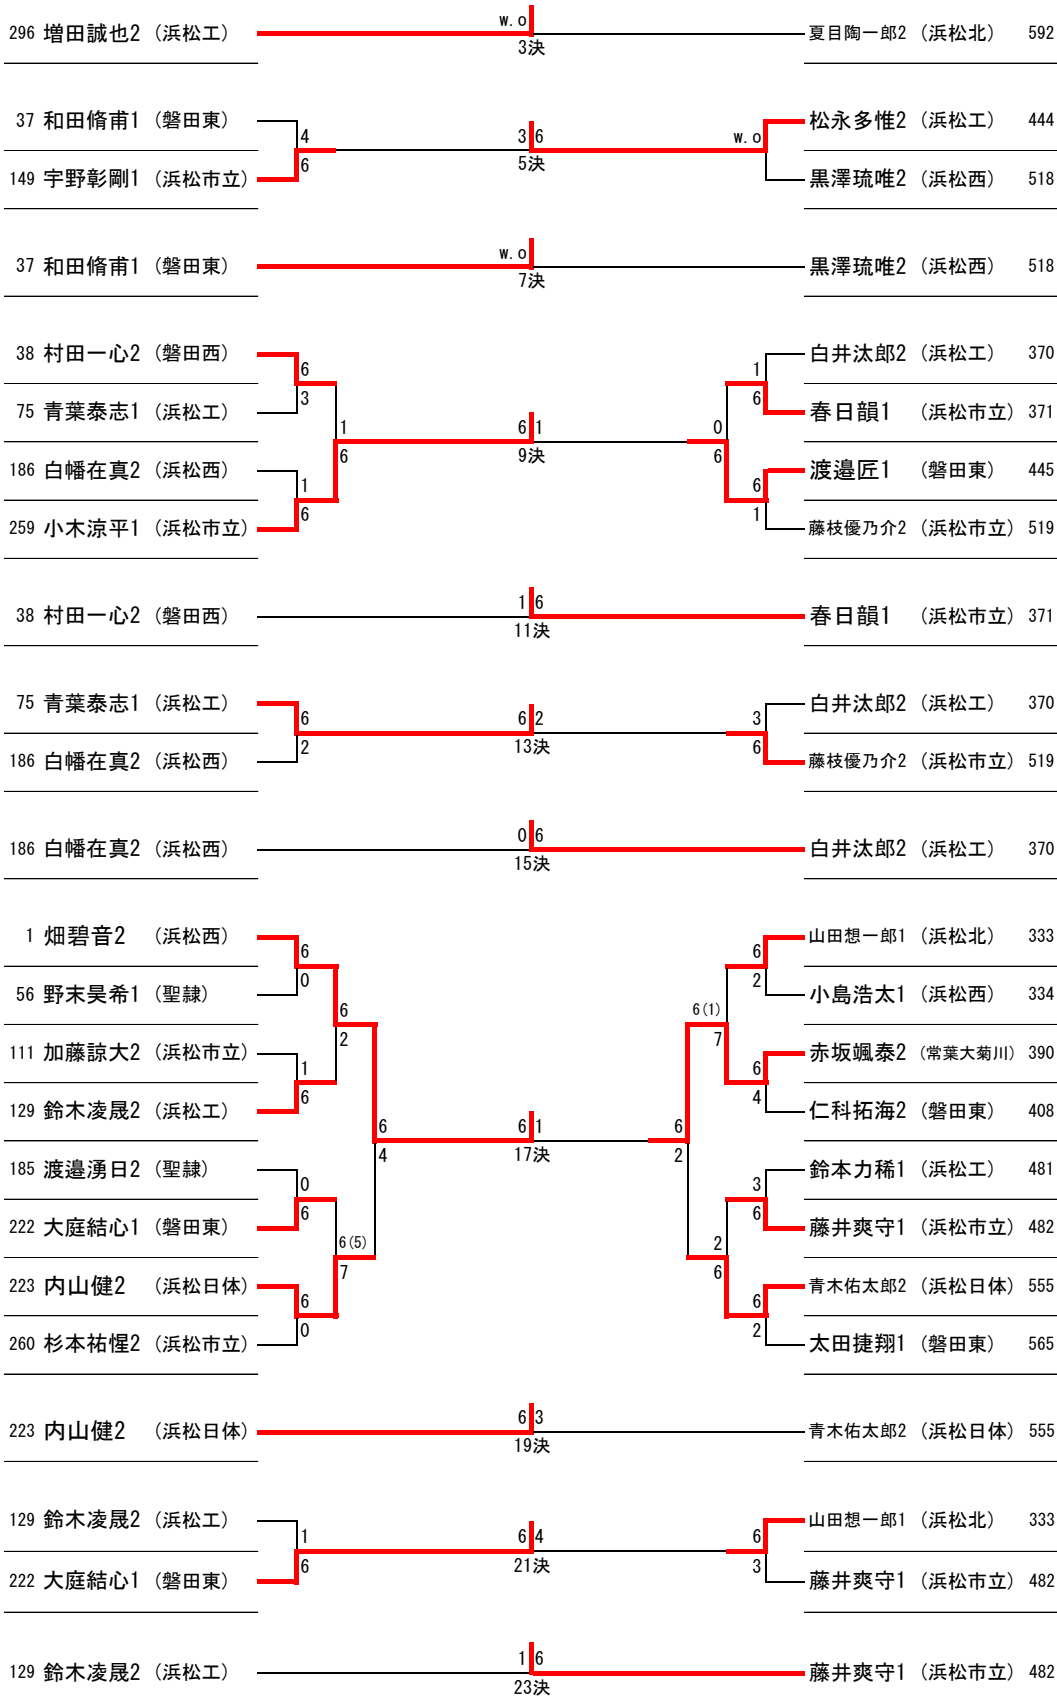 296 増田誠也2 (浜松工) w.o 夏目陶一郎2 (浜松北) 592
3決
37 和田脩甫1 (磐田東) 4 3 6 w.o 松永多惟2 (浜松工) 444
149 宇野彰剛1 (浜松市立) 6 5決 黒澤琉唯2 (浜松西) 518
37 和田脩甫1 (磐田東) w.o 黒澤琉唯2 (浜松西) 518
7決
38 村田一心2 (磐田西) 白井汰郎2 (浜松工) 370
6 1
3 6
75 青葉泰志1 (浜松工) 春日韻1 (浜松市立) 371
1 6 1 0
6 9決 6
186 白幡在真2 (浜松西) 渡邉匠1 (磐田東) 445
1 6
6 1
259 小木涼平1 (浜松市立) 藤枝優乃介2 (浜松市立) 519
38 村田一心2 (磐田西) 1 6 春日韻1 (浜松市立) 371
11決
75 青葉泰志1 (浜松工) 白井汰郎2 (浜松工) 370
6 6 2 3
2 13決 6
186 白幡在真2 (浜松西) 藤枝優乃介2 (浜松市立) 519
186 白幡在真2 (浜松西) 0 6 白井汰郎2 (浜松工) 370
15決
1 畑碧音2 (浜松西) 山田想一郎1 (浜松北) 333
6 6
0 2
56 野末昊希1 (聖隷) 小島浩太1 (浜松西) 334
6 6(1)
2 7
111 加藤諒大2 (浜松市立) 赤坂颯泰2 (常葉大菊川) 390
1 6
6 4
129 鈴木凌晟2 (浜松工) 仁科拓海2 (磐田東) 408
6 6 1 6
4 17決 2
185 渡邉湧日2 (聖隷) 鈴本力稀1 (浜松工) 481
0 3
6 6
222 大庭結心1 (磐田東) 藤井爽守1 (浜松市立) 482
6(5) 2
7 6
223 内山健2 (浜松日体) 青木佑太郎2 (浜松日体) 555
6 6
0 2
260 杉本祐惺2 (浜松市立) 太田捷翔1 (磐田東) 565
223 内山健2 (浜松日体) 6 3 青木佑太郎2 (浜松日体) 555
19決
129 鈴木凌晟2 (浜松工) 山田想一郎1 (浜松北) 333
1 6 4 6
6 21決 3
222 大庭結心1 (磐田東) 藤井爽守1 (浜松市立) 482
129 鈴木凌晟2 (浜松工) 1 6 藤井爽守1 (浜松市立) 482
23決